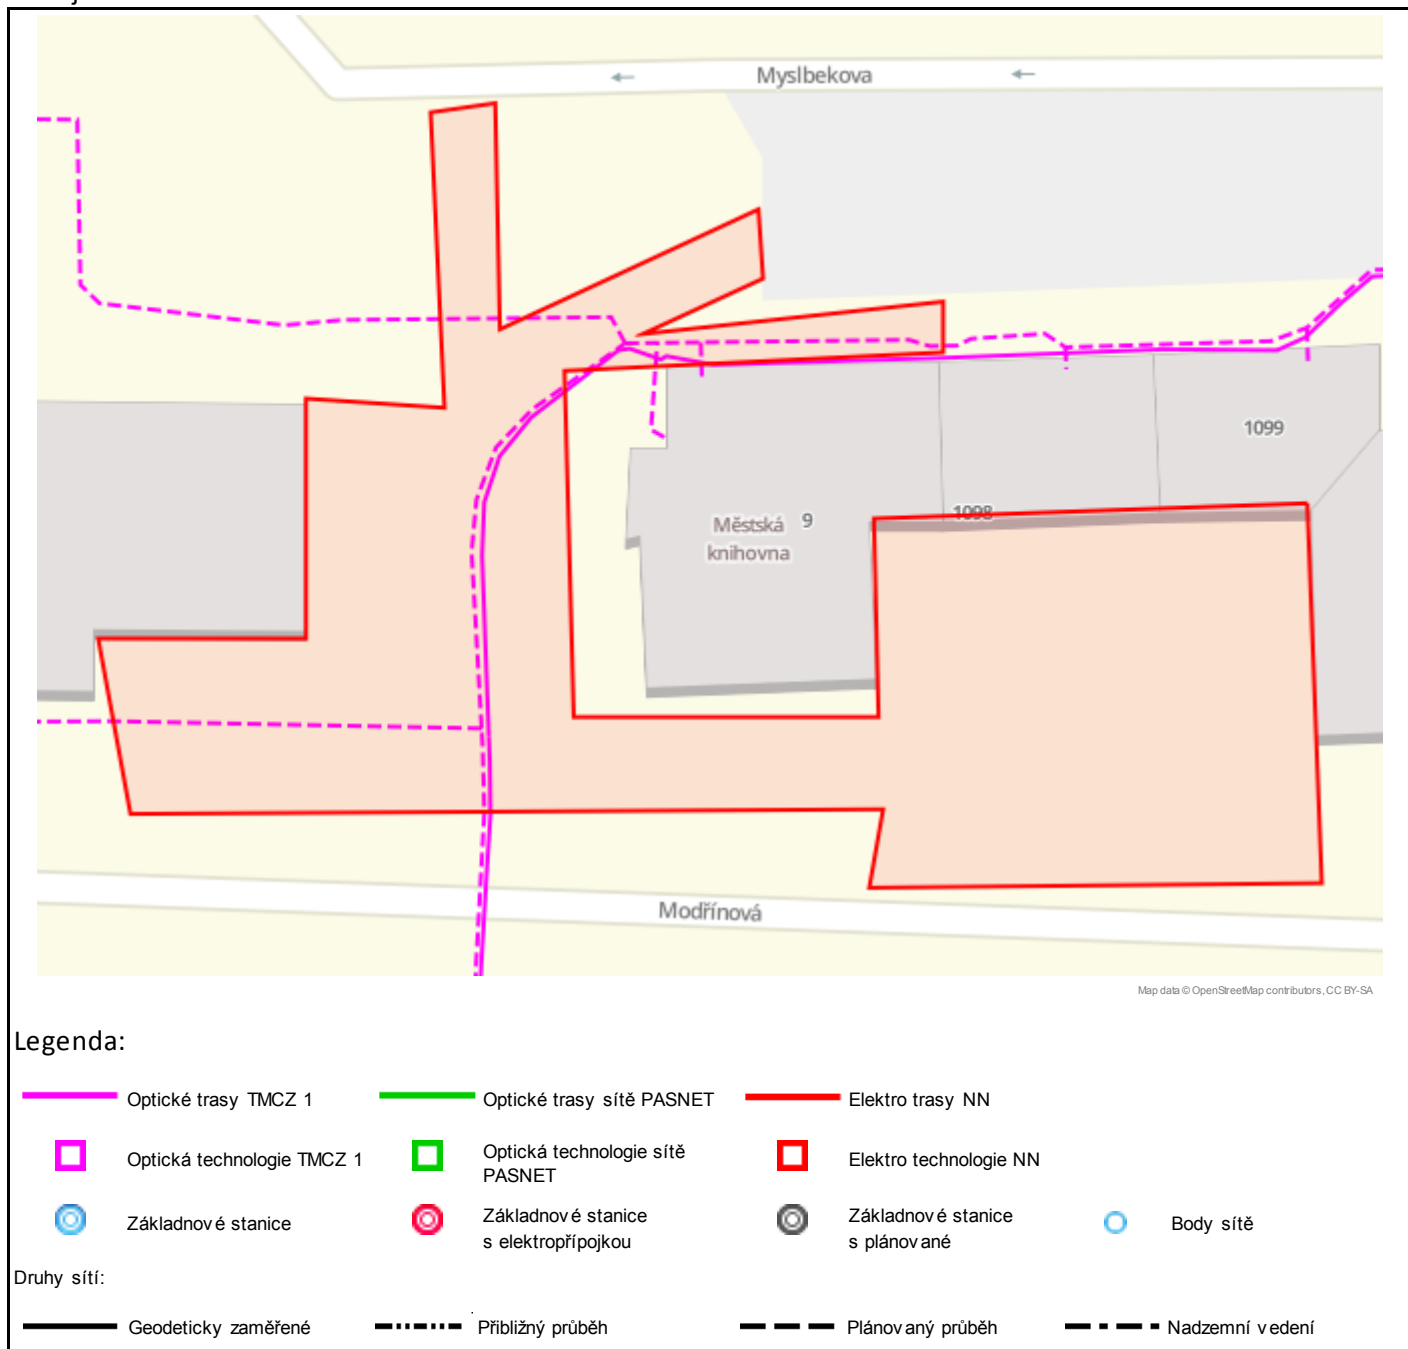 Myslbekova
1099
1098
9
Městská
knihovna
Modřínová
Map data © OpenStreetMap contributors, CC BY-SA
Legenda:
Optické trasy TMCZ 1
Optické trasy sítě PASNET
Elektro trasy NN
Optická technologie TMCZ 1
Optická technologie sítě
PASNET
Elektro technologie NN
Základnové stanice
Základnové stanice
s elektropřípojkou
Základnové stanice
s plánované
Body sítě
Druhy sítí:
Geodeticky zaměřené
Přibližný průběh
Plánovaný průběh
Nadzemní vedení